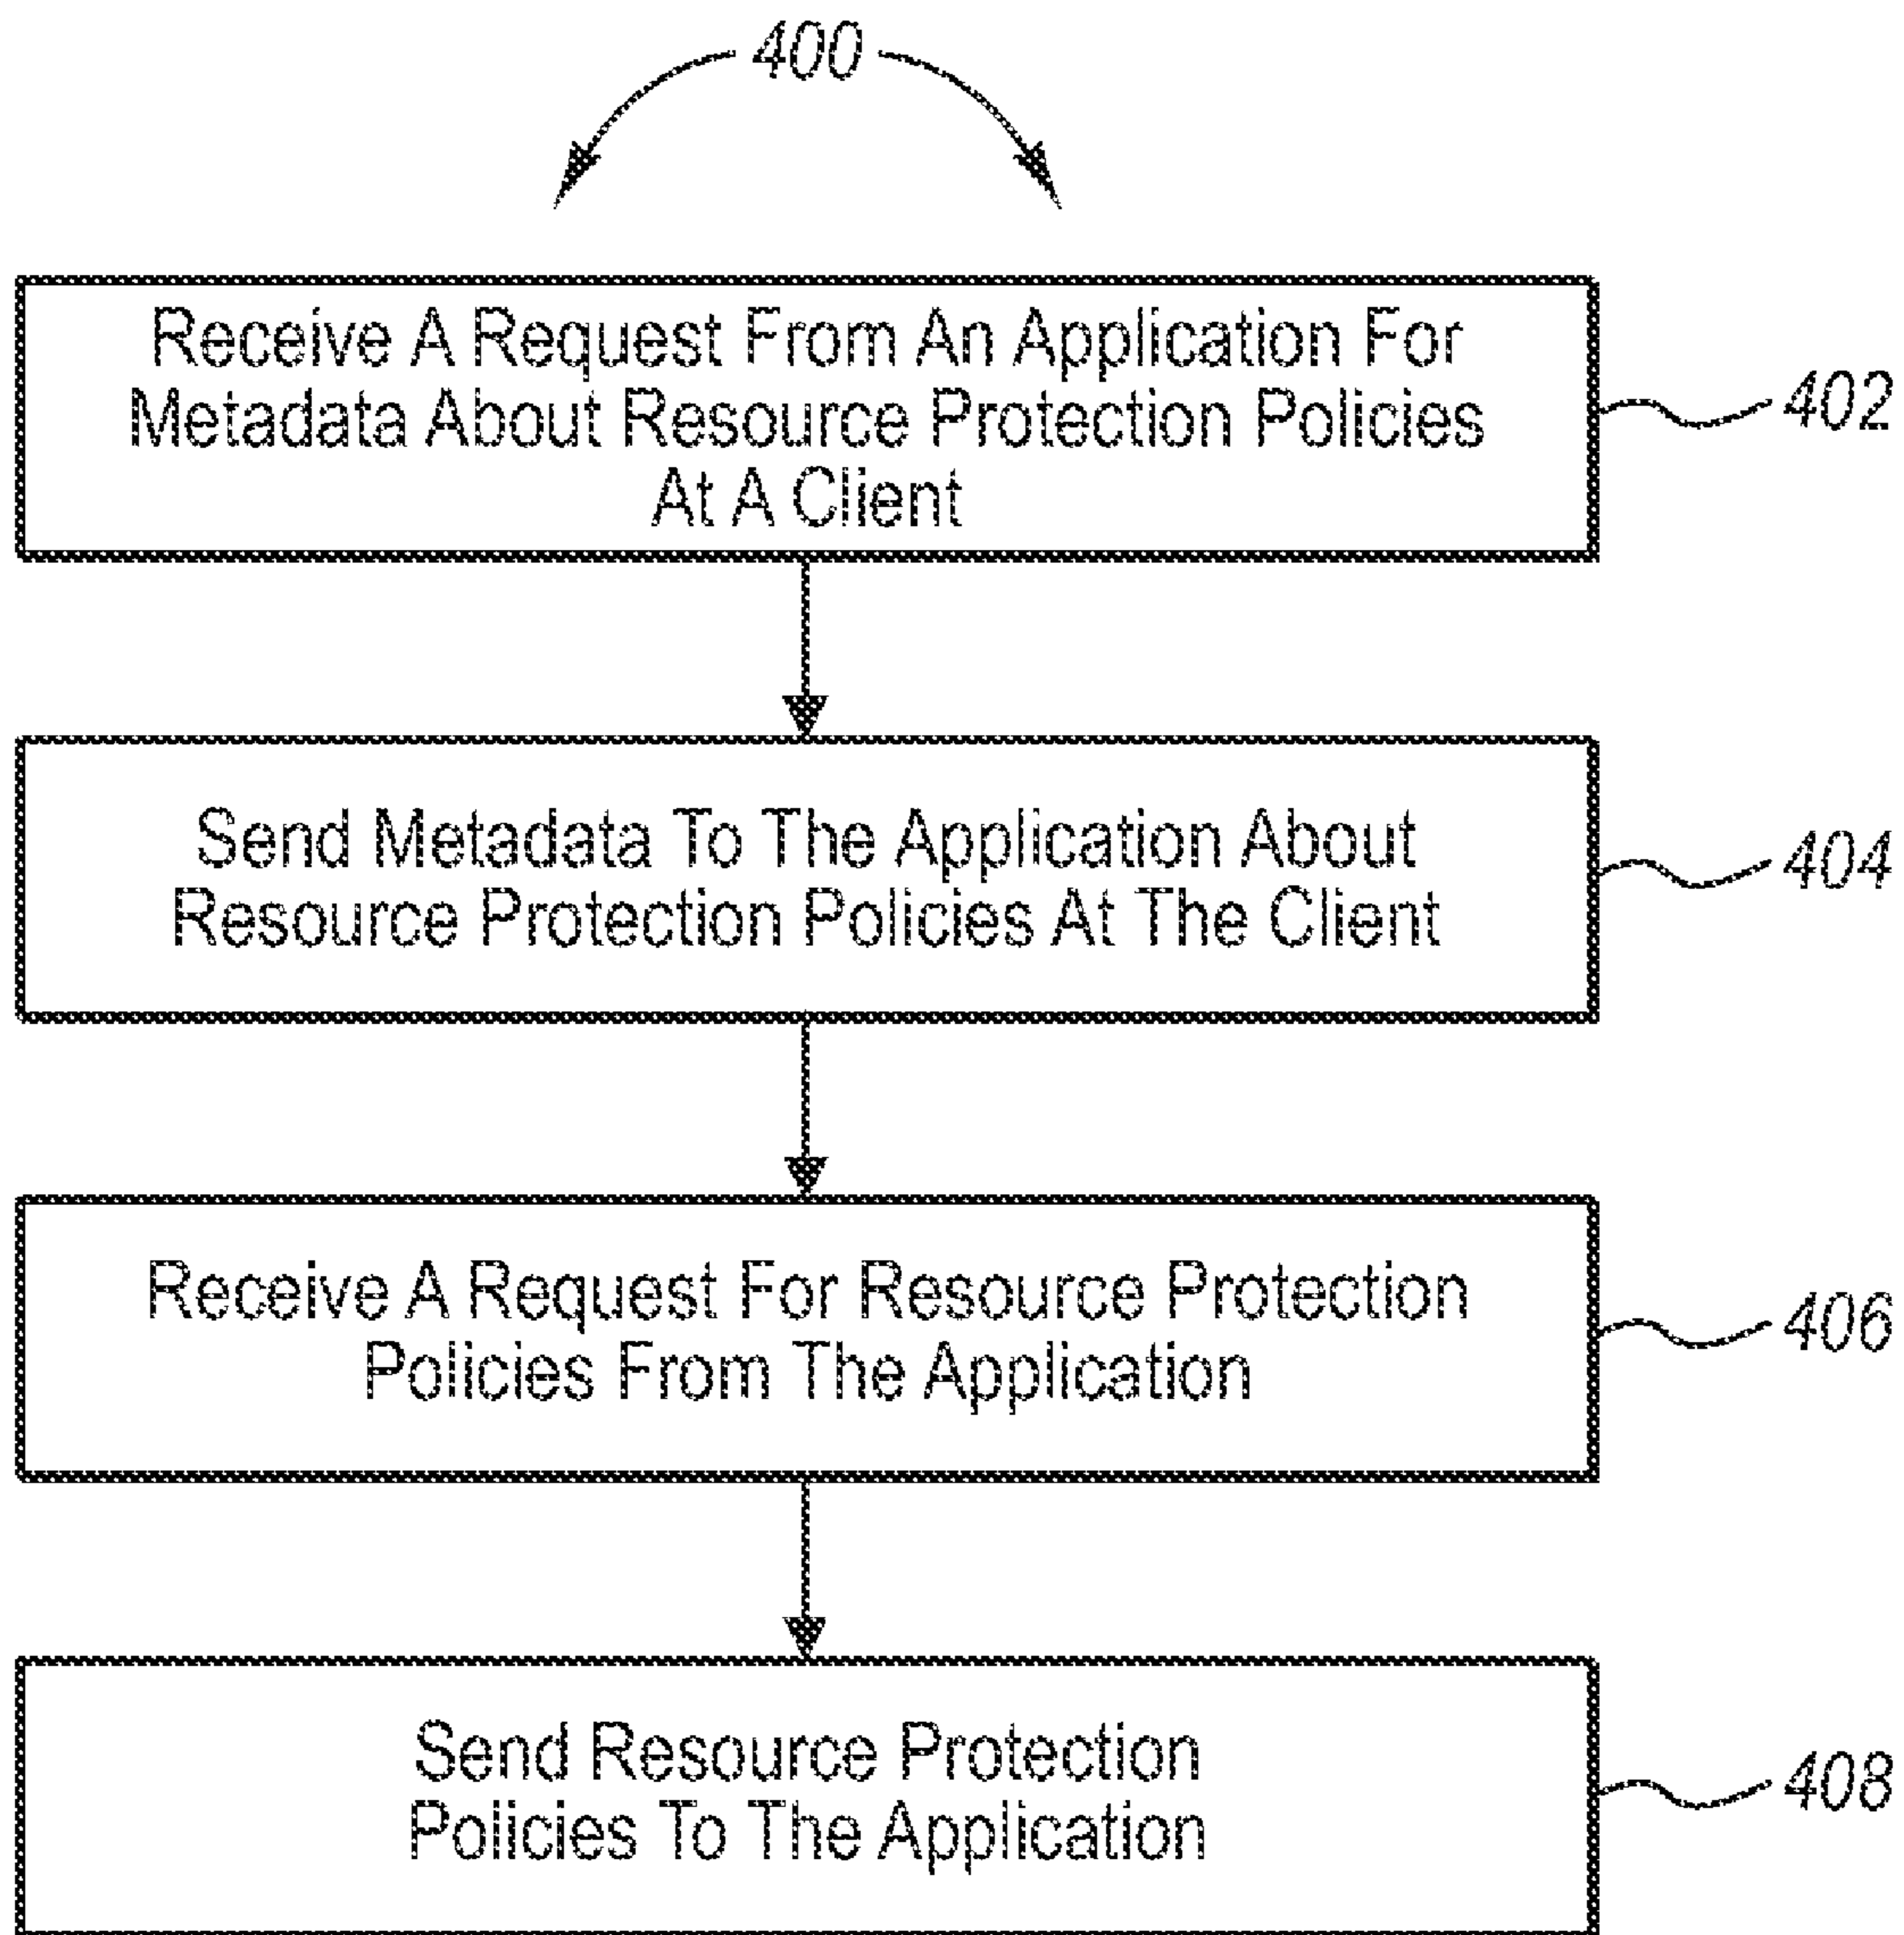 400
Receive A Request From An Application For
Metadata About Resource Protection Policies
At A Client
402
Send Metadata To The Application About
Resource Protection Policies At The Client
404
Receive A Request For Resource Protection
Policies From The Application
406
Send Resource Protection
Policies To The Application
408